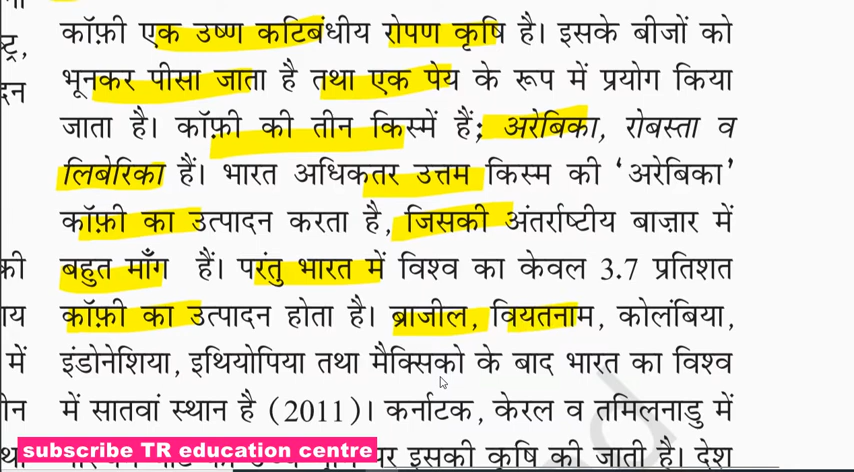 कॉफ़ी एक उष्ण कटिबंधीय रोपण कृषि है। इसके बीजों को
ष्ट्र, भूनकर पीसा जाता है तथा एक पेय के रूप में प्रयोग किया
जाता है। कॉफ़ी की तीन किस्में हैं; अरेबिका, रोबस्ता व
लिबेरिका हैं। भारत अधिकतर उत्तम किस्म की ‘अरेबिका’
कॉफ़ी का उत्पादन करता है, जिसकी अंतर्राष्टीय बाज़ार में
की बहुत माँग हैं। परंतु भारत में विश्व का केवल 3.7 प्रतिशत
कॉफ़ी का उत्पादन होता है। ब्राजील, वियतनाम, कोलंबिया,
में इंडोनेशिया, इथियोपिया तथा मैक्सिको के बाद भारत का विश्व
में सातवां स्थान है (2011)। कर्नाटक, केरल व तमिलनाडु में
पर इसकी कृषि की जाती है। देश
subscribe TR education centre